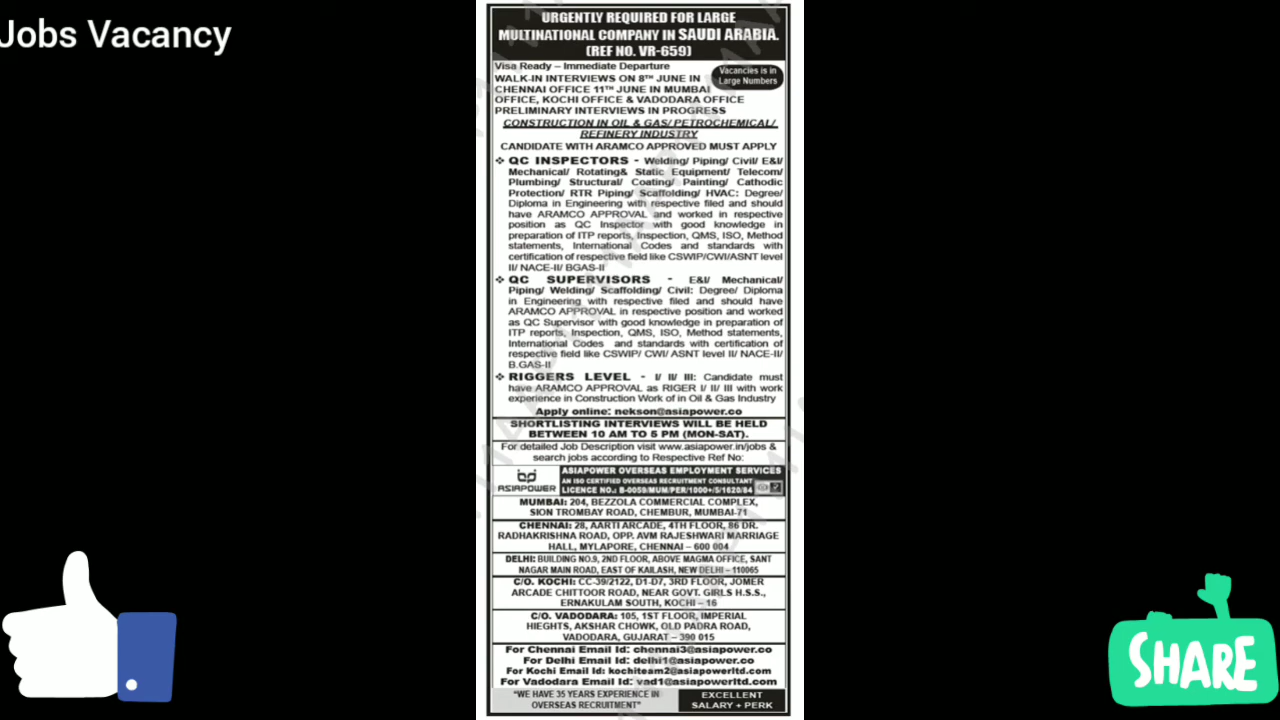 Jobs Vacancy
URGENTLY REQUIRED FOR LARGE
MULTINATIONAL COMPANY IN SAUDI ARABIA.
(REF NO. VR-659)
Visa Ready – Immediate Departure
Vacancies is in
Large Numbers
WALK-IN INTERVIEWS ON 8TH JUNE IN
CHENNAI OFFICE 11TH JUNE IN MUMBAI
OFFICE, KOCHI OFFICE & VADODARA OFFICE
PRELIMINARY INTERVIEWS IN PROGRESS
CONSTRUCTION IN OIL & GAS/ PETROCHEMICAL/
REFINERY INDUSTRY
CANDIDATE WITH ARAMCO APPROVED MUST APPLY
❖ QC INSPECTORS - Welding/ Piping/ Civil/ E&I/
Mechanical/ Rotating& Static Equipment/ Telecom/
Plumbing/ Structural/ Coating/ Painting/ Cathodic
Protection/ RTR Piping/ Scaffolding/ HVAC: Degree/
Diploma in Engineering with respective filed and should
have ARAMCO APPROVAL and worked in respective
position as QC Inspector with good knowledge in
preparation of ITP reports, Inspection, QMS, ISO, Method
statements, International Codes and standards with
certification of respective field like CSWIP/CWI/ASNT level
II/ NACE-II/ BGAS-II
❖ QC SUPERVISORS - E&I/ Mechanical/
Piping/ Welding/ Scaffolding/ Civil: Degree/ Diploma
in Engineering with respective filed and should have
ARAMCO APPROVAL in respective position and worked
as QC Supervisor with good knowledge in preparation of
ITP reports, Inspection, QMS, ISO, Method statements,
International Codes and standards with certification of
respective field like CSWIP/ CWI/ ASNT level II/ NACE-II/
B.GAS-II
❖ RIGGERS LEVEL - I/ II/ III: Candidate must
have ARAMCO APPROVAL as RIGER I/ II/ III with work
experience in Construction Work of in Oil & Gas Industry
Apply online: nekson@asiapower.co
SHORTLISTING INTERVIEWS WILL BE HELD
BETWEEN 10 AM TO 5 PM (MON-SAT).
For detailed Job Description visit www.asiapower.in/jobs &
search jobs according to Respective Ref No:
ASIAPOWER
ASIAPOWER OVERSEAS EMPLOYMENT SERVICES
AN ISO CERTIFIED OVERSEAS RECRUITMENT CONSULTANT
LICENCE NO.: B-0059/MUM/PER/1000+/5/1620/84
MUMBAI: 204, BEZZOLA COMMERCIAL COMPLEX,
SION TROMBAY ROAD, CHEMBUR, MUMBAI-71
CHENNAI: 28, AARTI ARCADE, 4TH FLOOR, 86 DR.
RADHAKRISHNA ROAD, OPP. AVM RAJESHWARI MARRIAGE
HALL, MYLAPORE, CHENNAI – 600 004
DELHI: BUILDING NO.9, 2ND FLOOR, ABOVE MAGMA OFFICE, SANT
NAGAR MAIN ROAD, EAST OF KAILASH, NEW DELHI – 110065
C/O. KOCHI: CC-39/2122, D1-D7, 3RD FLOOR, JOMER
ARCADE CHITTOOR ROAD, NEAR GOVT. GIRLS H.S.S.,
ERNAKULAM SOUTH, KOCHI – 16
C/O. VADODARA: 105, 1ST FLOOR, IMPERIAL
HIEGHTS, AKSHAR CHOWK, OLD PADRA ROAD,
VADODARA, GUJARAT – 390 015
For Chennai Email Id: chennai3@asiapower.co
For Delhi Email Id: delhi1@asiapower.co
For Kochi Email Id: kochiteam2@asiapowerltd.com
For Vadodara Email Id: vad1@asiapowerltd.com
"WE HAVE 35 YEARS EXPERIENCE IN
OVERSEAS RECRUITMENT"
EXCELLENT
SALARY + PERK
SHARE